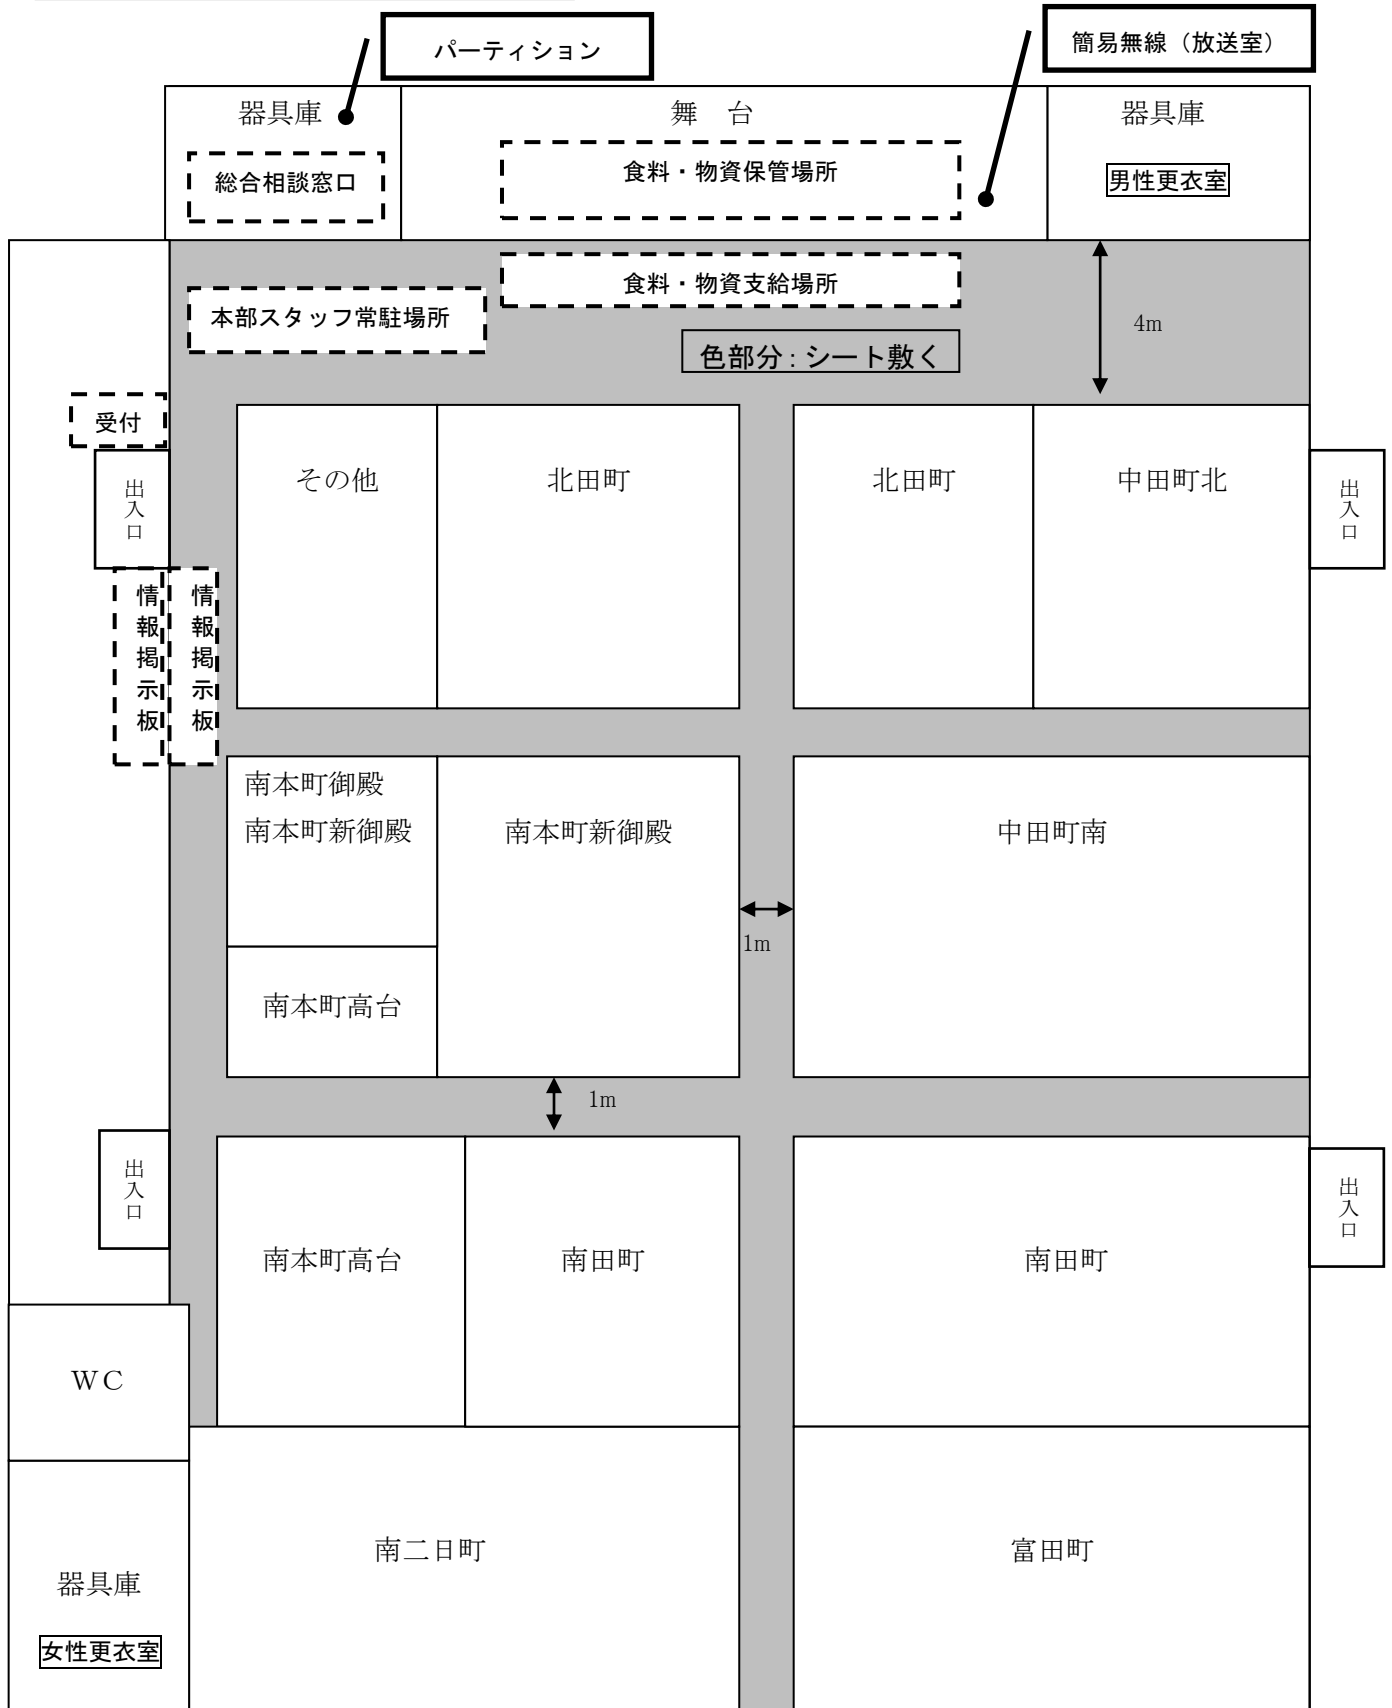 パーティション
簡易無線（放送室）
器具庫
舞　台
器具庫
総合相談窓口
食料・物資保管場所
男性更衣室
食料・物資支給場所
本部スタッフ常駐場所
4m
色部分：シート敷く
受付
出入口
その他
北田町
北田町
中田町北
出入口
情報掲示板
情報掲示板
南本町御殿
南本町新御殿
南本町新御殿
中田町南
1m
南本町高台
1m
出入口
出入口
南本町高台
南田町
南田町
ＷＣ
南二日町
富田町
器具庫
女性更衣室